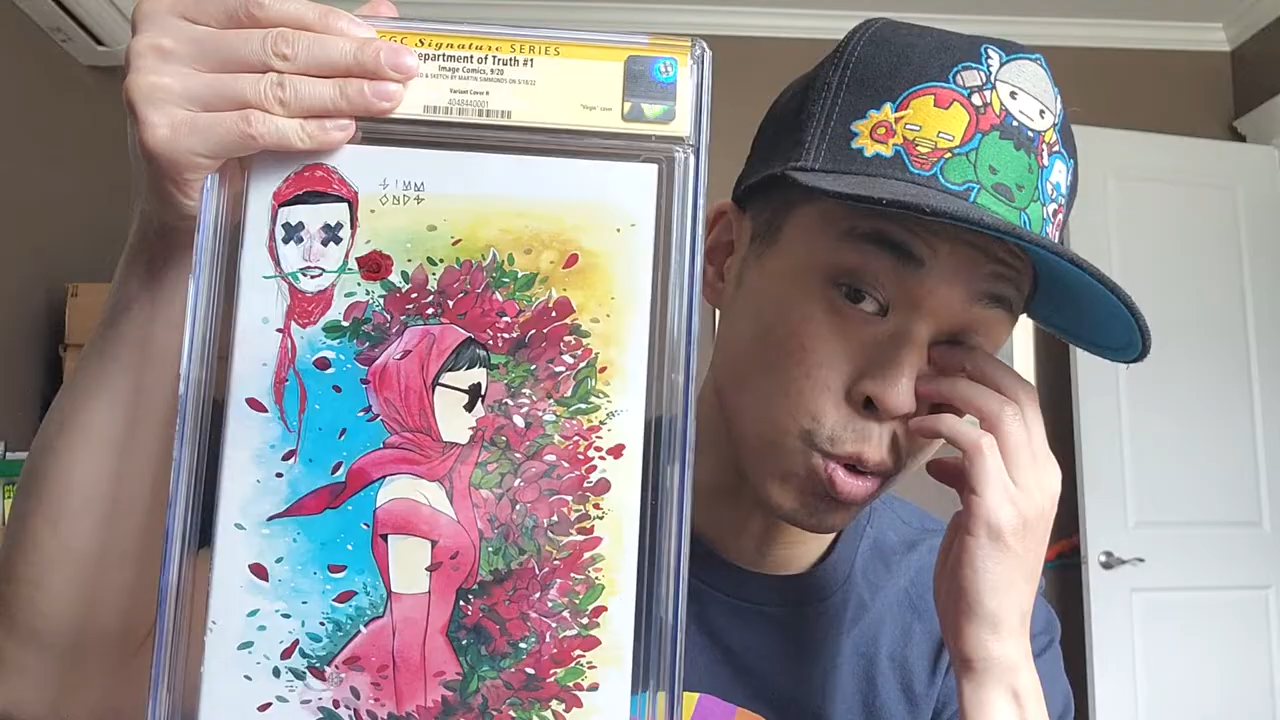 CGC Signature SERIES
Department of Truth #1
Image Comics, 9/20
& SKETCH BY MARTIN SIMMONDS ON 5/18/22
Variant Cover R
"Virgin" cover
4048440001
SIMM
ONDS